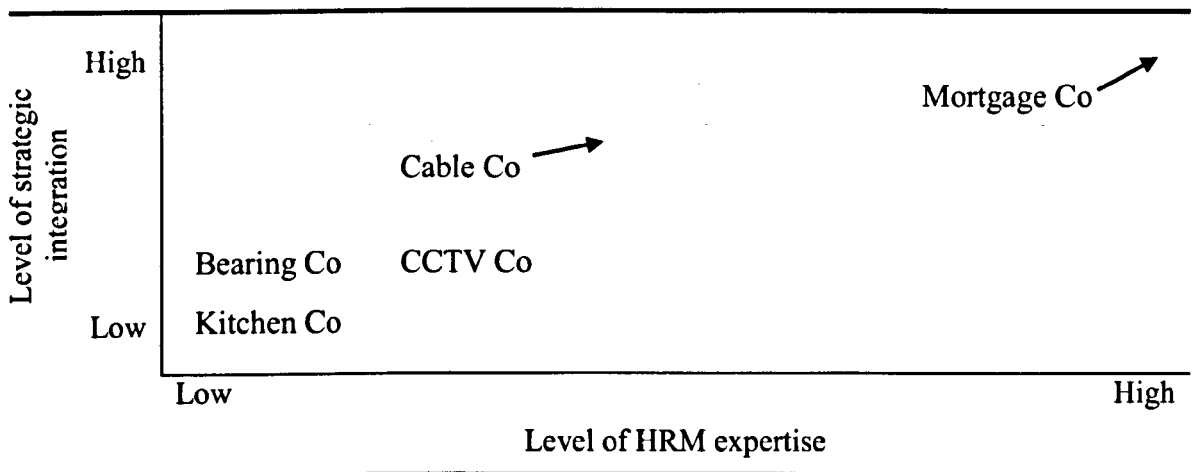 High
Mortgage Co
Cable Co
Level of strategic
integration
Bearing Co CCTV Co
Low Kitchen Co
Low High
Level of HRM expertise